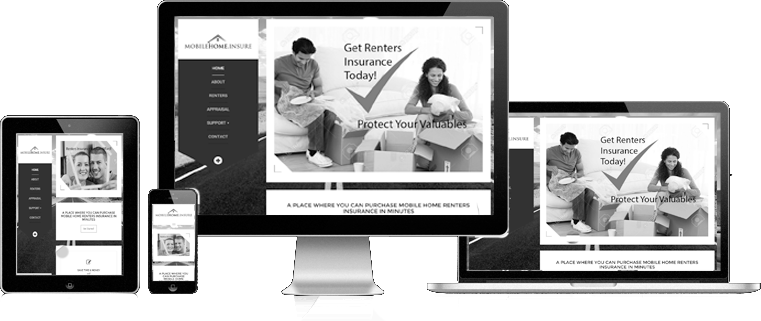 MOBILEHOME.INSURE
HOME
ABOUT
RENTERS
APPRAISAL
SUPPORT
CONTACT
Get Renters
Insurance
Today!
Protect Your Valuables
A PLACE WHERE YOU CAN PURCHASE MOBILE HOME RENTERS
INSURANCE IN MINUTES
MOBILEHOME.INSURE
HOME
ABOUT
RENTERS
APPRAISAL
SUPPORT
CONTACT
A PLACE WHERE YOU CAN PURCHASE
MOBILE HOME RENTERS INSURANCE IN
MINUTES
MOBILEHOME.INSURE
A PLACE WHERE YOU
CAN PURCHASE
MOBILE HOME
Get Renters
Insurance
Today!
Protect Your Valuables
A PLACE WHERE YOU CAN PURCHASE MOBILE HOME RENTERS
INSURANCE IN MINUTES